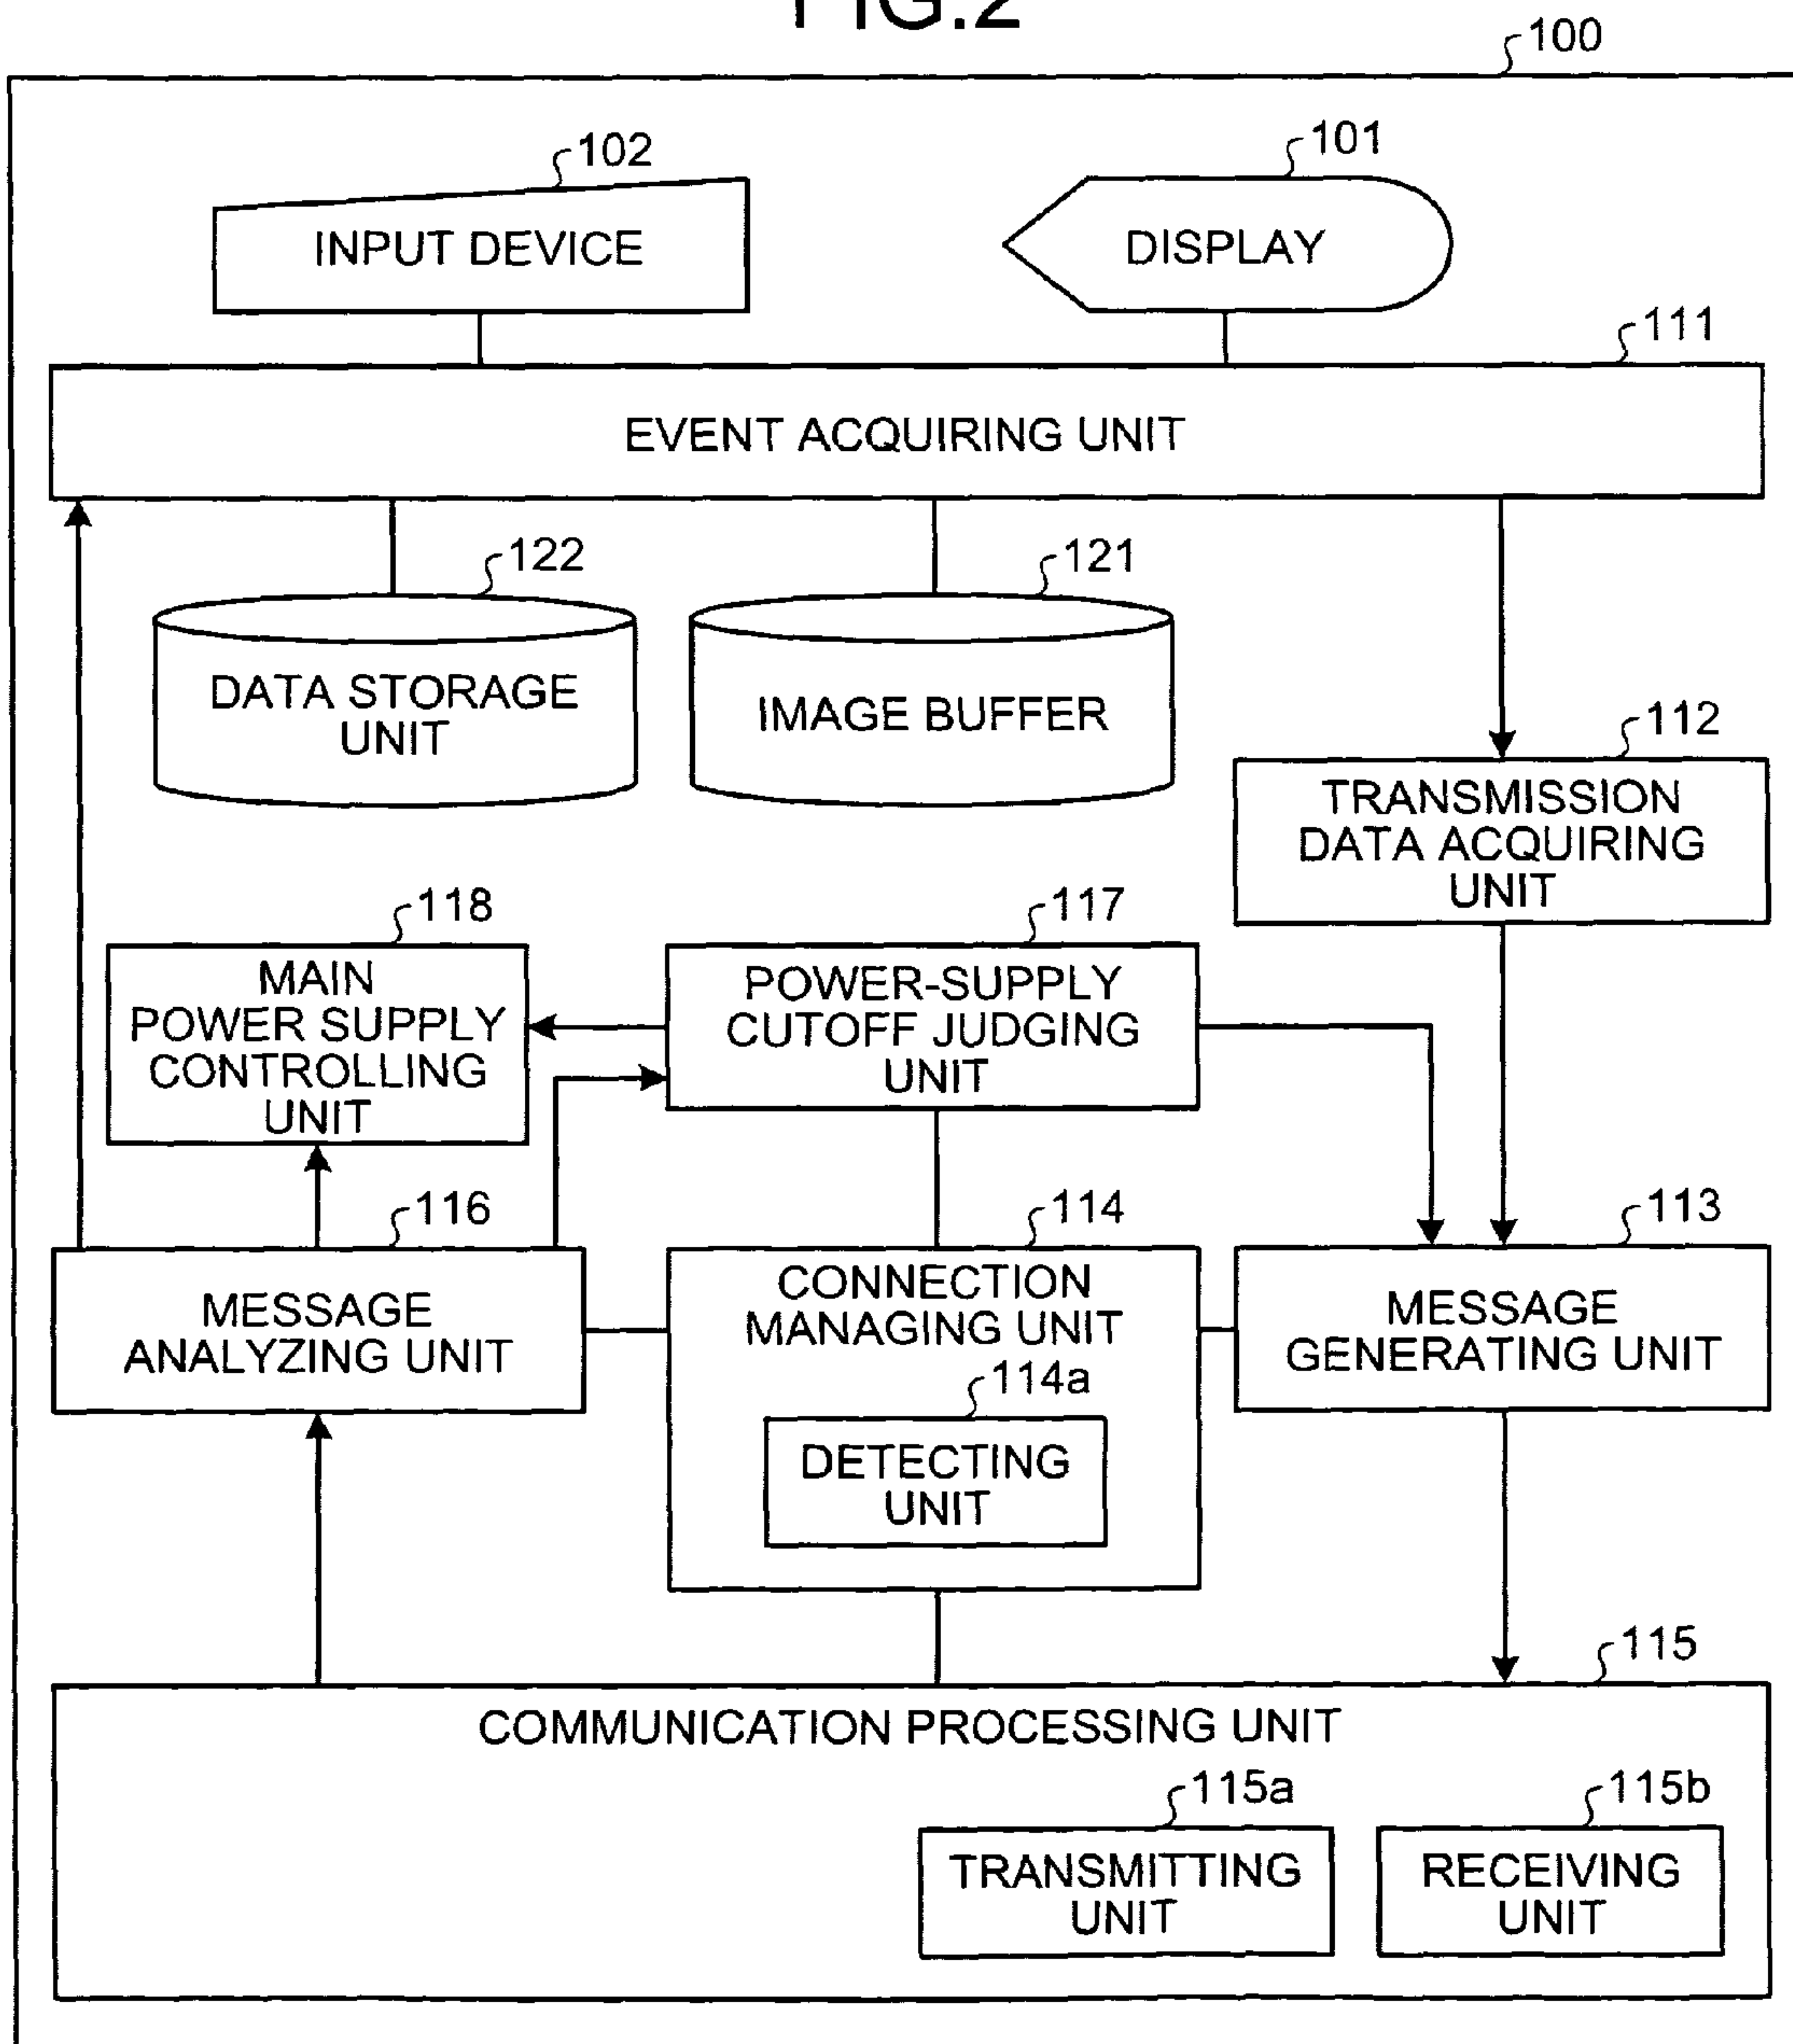 FIG.2
100
102
101
INPUT DEVICE
DISPLAY
111
EVENT ACQUIRING UNIT
122
121
DATA STORAGE
UNIT
IMAGE BUFFER
112
TRANSMISSION
DATA ACQUIRING
UNIT
118
117
MAIN
POWER SUPPLY
CONTROLLING
UNIT
POWER-SUPPLY
CUTOFF JUDGING
UNIT
116
114
113
MESSAGE
ANALYZING UNIT
CONNECTION
MANAGING UNIT
MESSAGE
GENERATING UNIT
114a
DETECTING
UNIT
115
COMMUNICATION PROCESSING UNIT
115a
115b
TRANSMITTING
UNIT
RECEIVING
UNIT